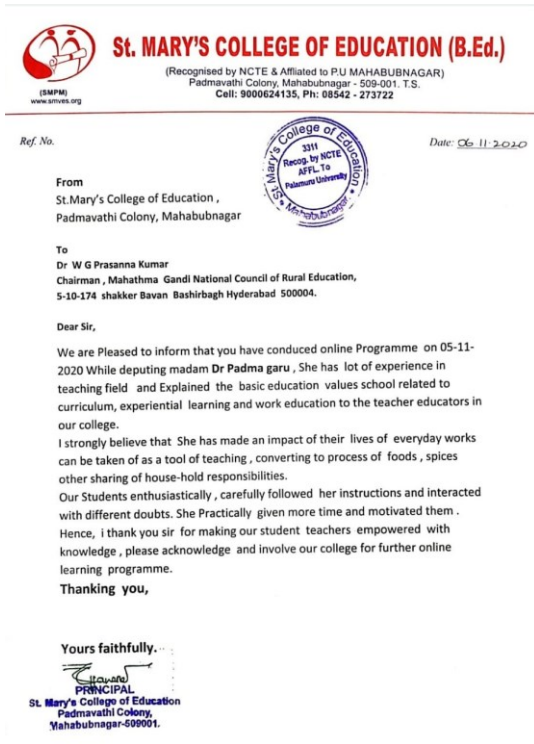 St. MARY'S COLLEGE OF EDUCATION (B.Ed.)
(Recognised by NCTE & Affliated to P.U MAHABUBNAGAR)
Padmavathi Colony, Mahabubnagar - 509-001. T.S.
Cell: 9000624135, Ph: 08542 - 273722
(SMPM)
www.smves.org
Ref. No.
Date: 06 11-2020
St. Mary's College of Education
3311
Recog. by NCTE
AFFL. To
Palamuru University
Mahabubnagar
From
St.Mary's College of Education ,
Padmavathi Colony, Mahabubnagar
To
Dr W G Prasanna Kumar
Chairman , Mahathma Gandi National Council of Rural Education,
5-10-174 shakker Bavan Bashirbagh Hyderabad 500004.
Dear Sir,
We are Pleased to inform that you have conducted online Programme on 05-11-
2020 While deputing madam Dr Padma garu , She has lot of experience in
teaching field and Explained the basic education values school related to
curriculum, experiential learning and work education to the teacher educators in
our college.
I strongly believe that She has made an impact of their lives of everyday works
can be taken of as a tool of teaching , converting to process of foods , spices
other sharing of house-hold responsibilities.
Our Students enthusiastically , carefully followed her instructions and interacted
with different doubts. She Practically given more time and motivated them .
Hence, i thank you sir for making our student teachers empowered with
knowledge , please acknowledge and involve our college for further online
learning programme.
Thanking you,
Yours faithfully.
PRINCIPAL
St. Mary's College of Education
Padmavathi Colony,
Mahabubnagar-509001.